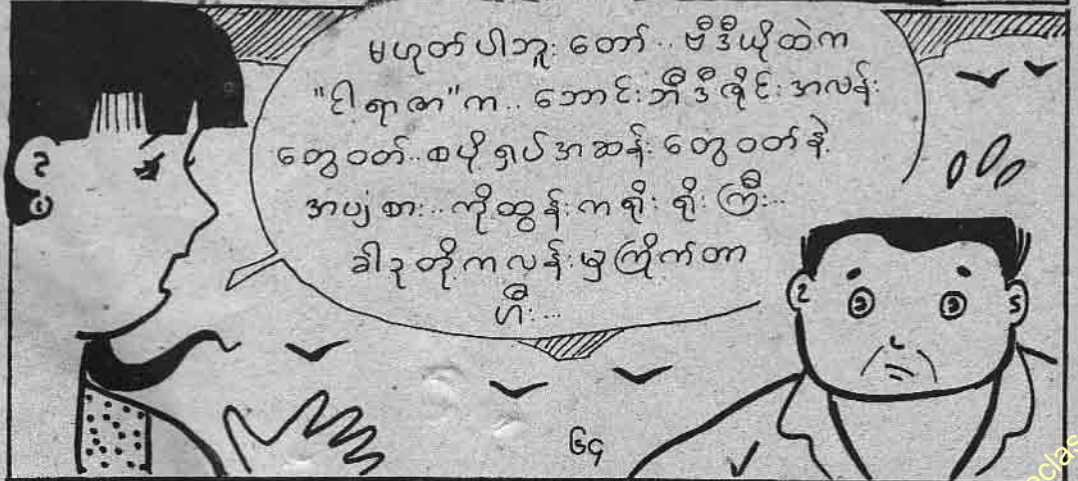 မဟုတ်ပါဘူး တော်.. ဗီဒီယိုထဲက
"ငါ့ရာဇာ"က.. ဘောင်းဘီဒီဇိုင်း အလန်း
တွေဝတ်..စပို့ရှပ်အဆန်း တွေဝတ်နဲ့
အပျံစား..ကိုထွန်းကရိုး ရိုး ကြီး...
ခါဥတို့ကလန်းမှကြိုက်တာ
ဟီး...
၆၄